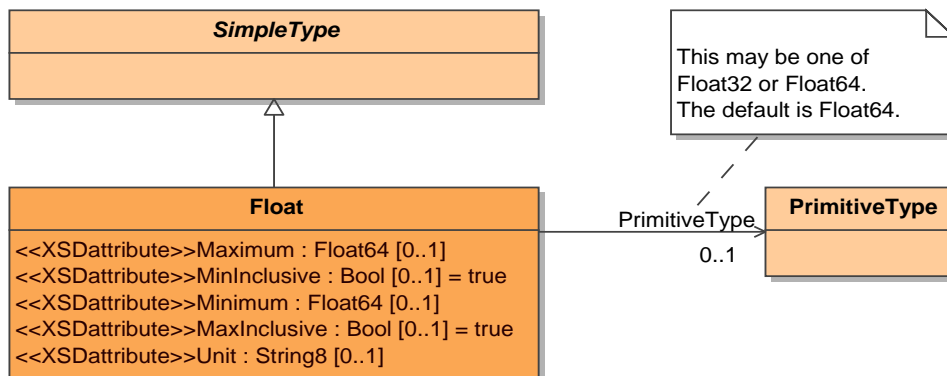 SimpleType
This may be one of
Float32 or Float64.
The default is Float64.
Float
<<XSDattribute>>Maximum : Float64 [0..1]
<<XSDattribute>>MinInclusive : Bool [0..1] = true
<<XSDattribute>>Minimum : Float64 [0..1]
<<XSDattribute>>MaxInclusive : Bool [0..1] = true
<<XSDattribute>>Unit : String8 [0..1]
PrimitiveType
0..1
PrimitiveType